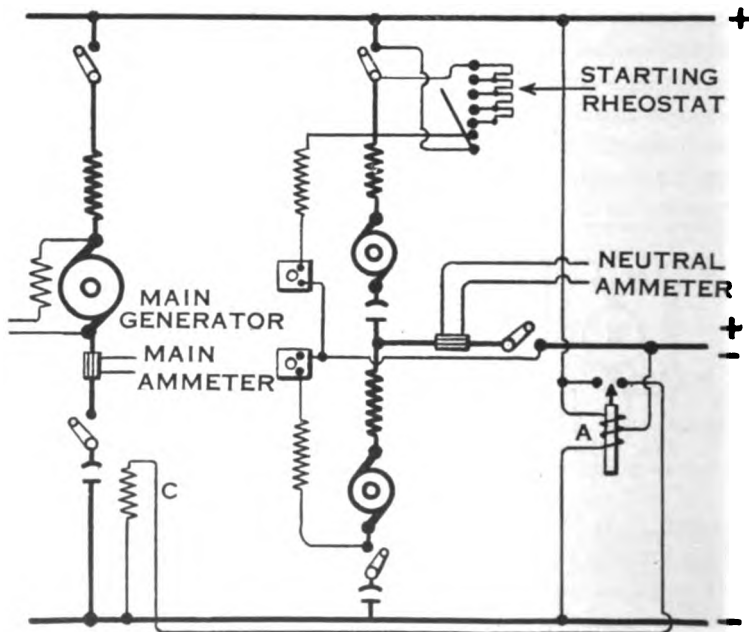 +
STARTING
RHEOSTAT
NEUTRAL
AMMETER
MAIN
GENERATOR
MAIN
AMMETER
+
-
A
C
-